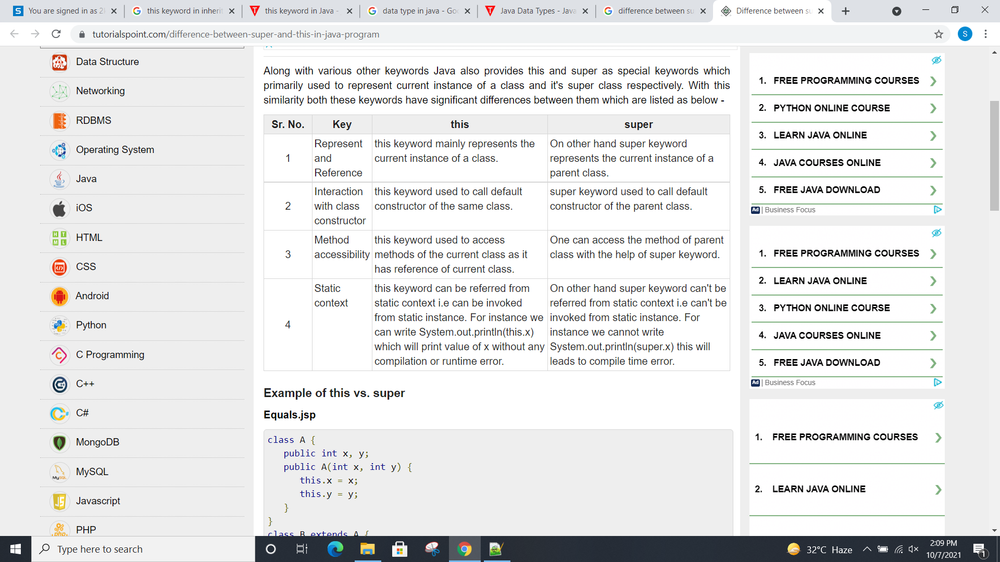 You are signed in as 2
this keyword in inherit
this keyword in Java -
data type in java - Goo
Java Data Types - Java
difference between su
Difference between su
tutorialspoint.com/difference-between-super-and-this-in-java-program
S
Data Structure
Networking
RDBMS
Operating System
Java
iOS
HTML
CSS
Android
Python
C Programming
C++
C#
MongoDB
MySQL
Javascript
PHP
Along with various other keywords Java also provides this and super as special keywords which
primarily used to represent current instance of a class and it's super class respectively. With this
similarity both these keywords have significant differences between them which are listed as below -
Sr. No. Key this super
1
Represent and Reference
this keyword mainly represents the
current instance of a class.
On other hand super keyword
represents the current instance of a
parent class.
2
Interaction
with class
constructor
this keyword used to call default
constructor of the same class.
super keyword used to call default
constructor of the parent class.
3
Method
accessibility
this keyword used to access
methods of the current class as it
has reference of current class.
One can access the method of parent
class with the help of super keyword.
4
Static
context
this keyword can be referred from
static context i.e can be invoked
from static instance. For instance we
can write System.out.println(this.x)
which will print value of x without any
compilation or runtime error.
On other hand super keyword can't be
referred from static context i.e can't be
invoked from static instance. For
instance we cannot write
System.out.println(super.x) this will
leads to compile time error.
Example of this vs. super
Equals.jsp
class A {
public int x, y;
public A(int x, int y) {
this.x = x;
this.y = y;
}
}
class B extends A {
1. FREE PROGRAMMING COURSES
2. PYTHON ONLINE COURSE
3. LEARN JAVA ONLINE
4. JAVA COURSES ONLINE
5. FREE JAVA DOWNLOAD
Ad | Business Focus
1. FREE PROGRAMMING COURSES
2. LEARN JAVA ONLINE
3. PYTHON ONLINE COURSE
4. JAVA COURSES ONLINE
5. FREE JAVA DOWNLOAD
Ad | Business Focus
1. FREE PROGRAMMING COURSES
2. LEARN JAVA ONLINE
Type here to search
32°C Haze
2:09 PM
10/7/2021
1